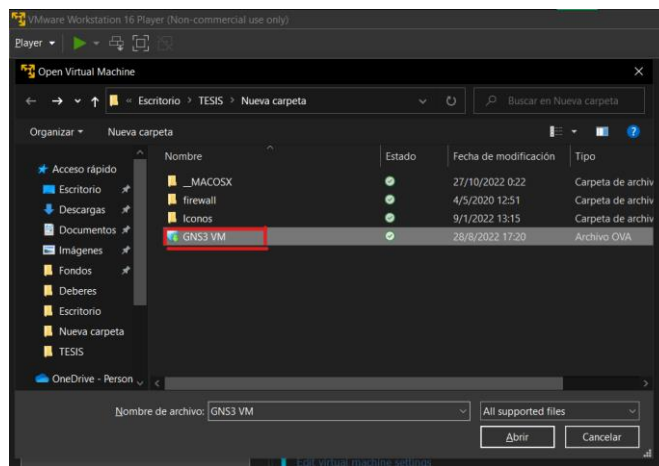 VMware Workstation 16 Player (Non-commercial use only)
Player
Open Virtual Machine
« Escritorio > TESIS > Nueva carpeta
Buscar en Nueva carpeta
Organizar
Nueva carpeta
Nombre Estado Fecha de modificación Tipo
Acceso rápido
__MACOSX 27/10/2022 0:22 Carpeta de archiv
Escritorio
firewall 4/5/2020 12:51 Carpeta de archiv
Descargas
Iconos 9/1/2022 13:15 Carpeta de archiv
Documentos
GNS3 VM 28/8/2022 17:20 Archivo OVA
Imágenes
Fondos
Deberes
Escritorio
Nueva carpeta
TESIS
OneDrive - Person
Nombre de archivo: GNS3 VM
All supported files
Abrir Cancelar
Edit virtual machine settings